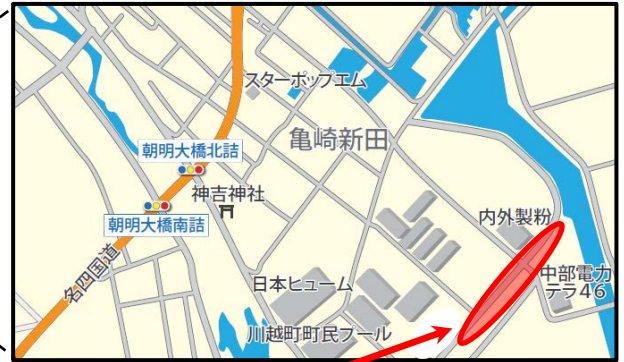 スターポップエム
亀崎新田
朝明大橋北詰
神吉神社
朝明大橋南詰
内外製粉
名四国道
日本ヒューム
中部電力
テラ46
川越町町民プール